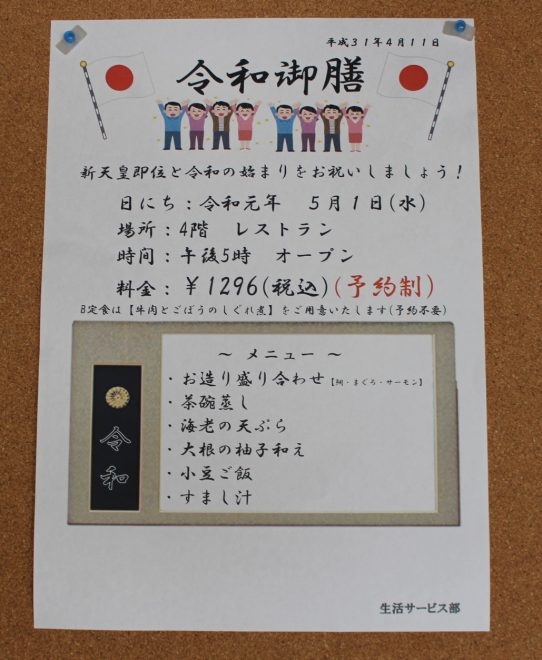 平成31年4月11日
令和御膳
新天皇即位と令和の始まりをお祝いしましょう！
日にち：令和元年　５月１日(水)
場所：4階　レストラン
時間：午後5時　オープン
料金：￥1296(税込)(予約制)
B定食は【牛肉とごぼうのしぐれ煮】をご用意いたします(予約不要)
～ メニュー ～
・お造り盛り合わせ【鯛・まぐろ・サーモン】
・茶碗蒸し
・海老の天ぷら
・大根の柚子和え
・小豆ご飯
・すまし汁
令和
生活サービス部